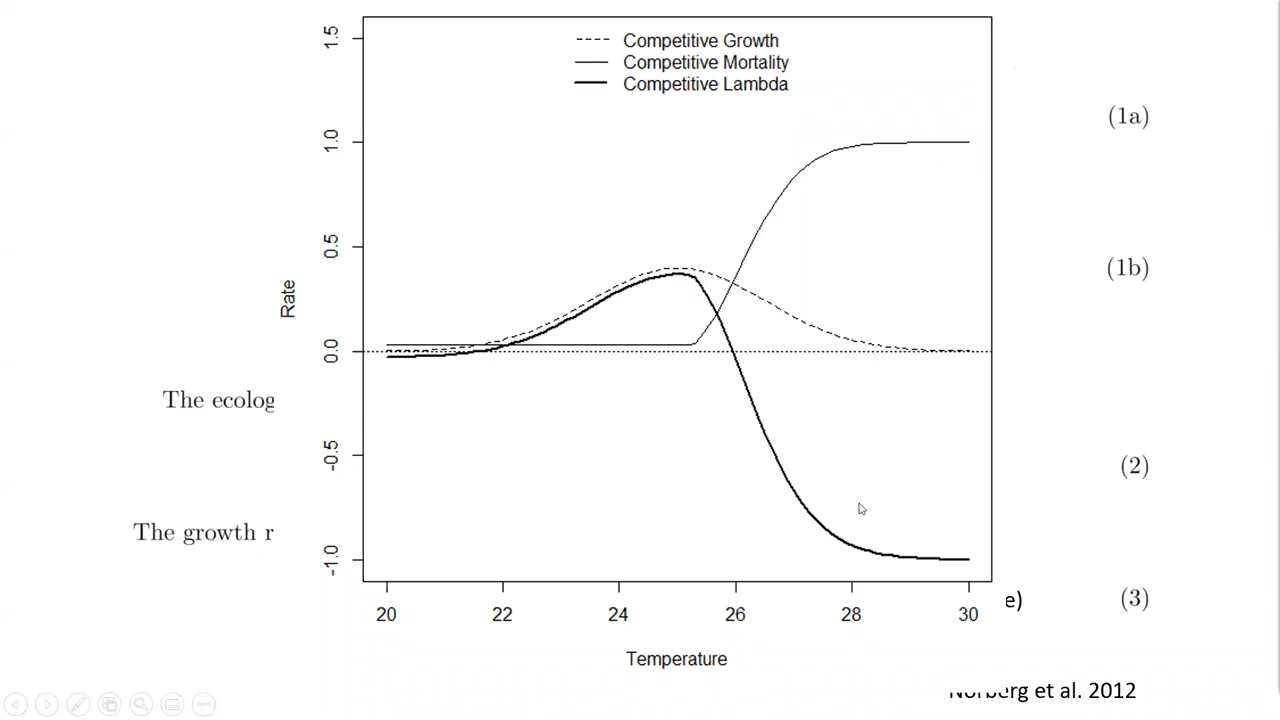 Competitive Growth
Competitive Mortality
Competitive Lambda
1.5
1.0
0.5
0.0
-0.5
-1.0
Rate
20 22 24 26 28 30
Temperature
(1a)
(1b)
The ecolog
(2)
The growth r
e) (3)
Norberg et al. 2012